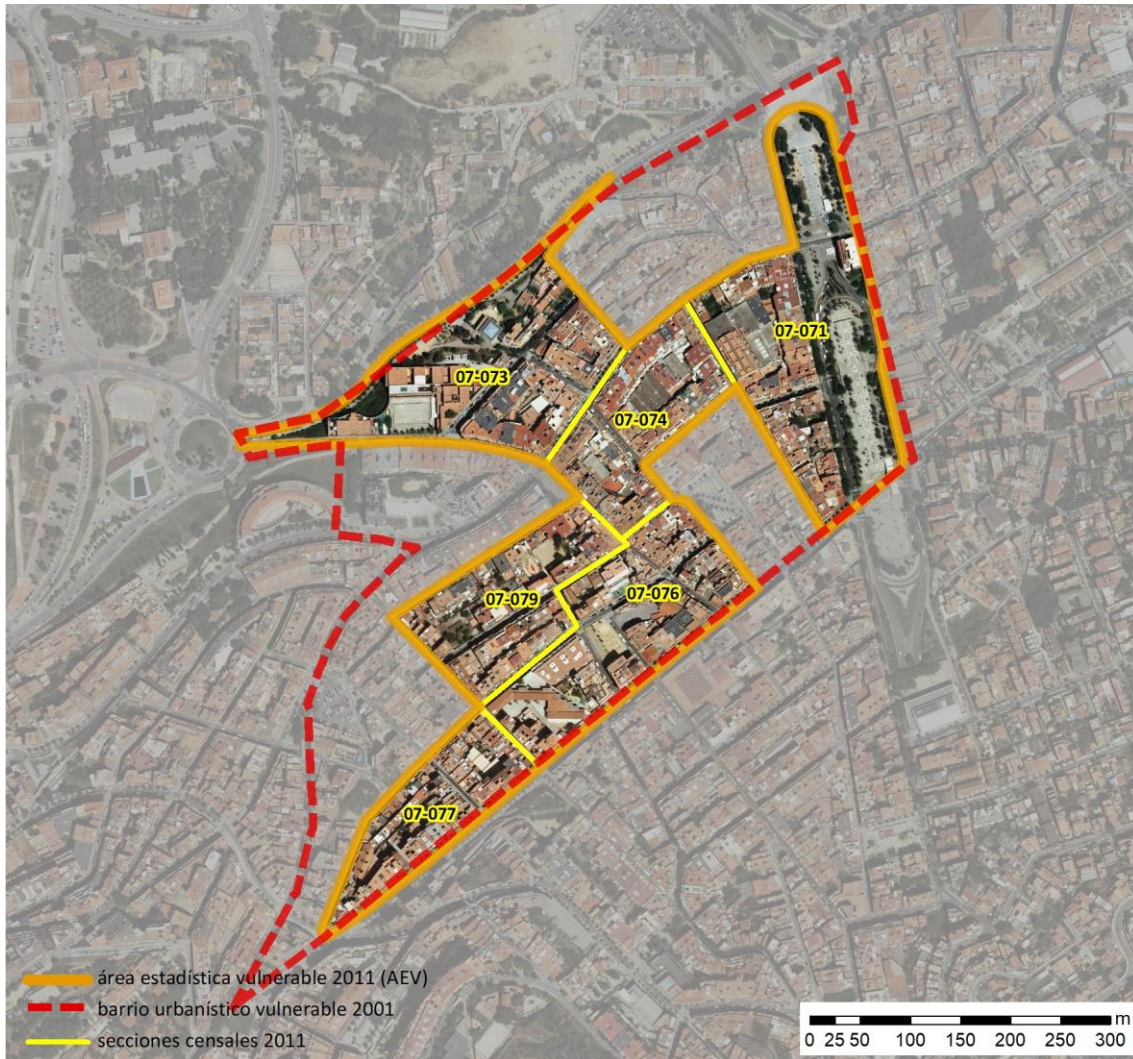 07-071
07-073
07-074
07-079
07-076
07-077
área estadística vulnerable 2011 (AEV)
barrio urbanístico vulnerable 2001
secciones censales 2011
m
0 25 50 100 150 200 250 300